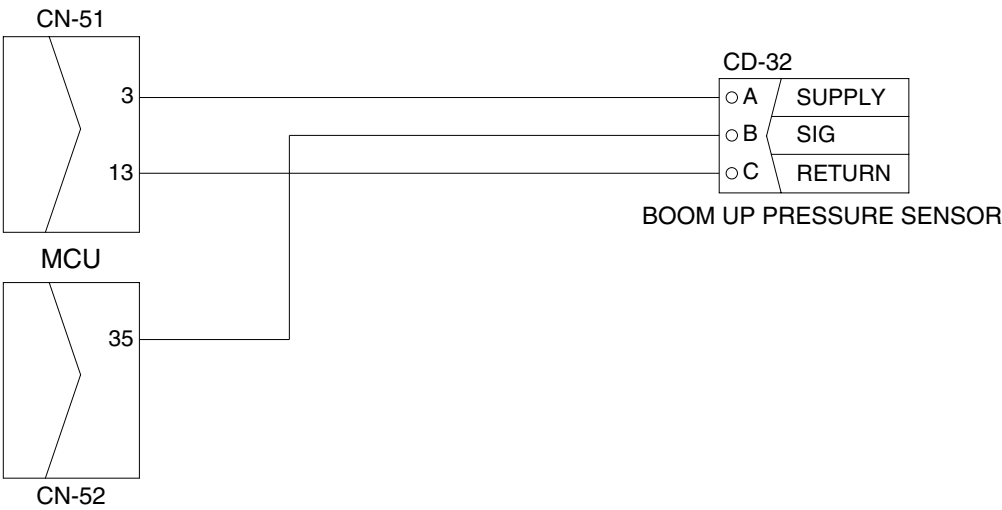 CN-51
CD-32
3
A SUPPLY
B SIG
13
C RETURN
BOOM UP PRESSURE SENSOR
MCU
35
CN-52